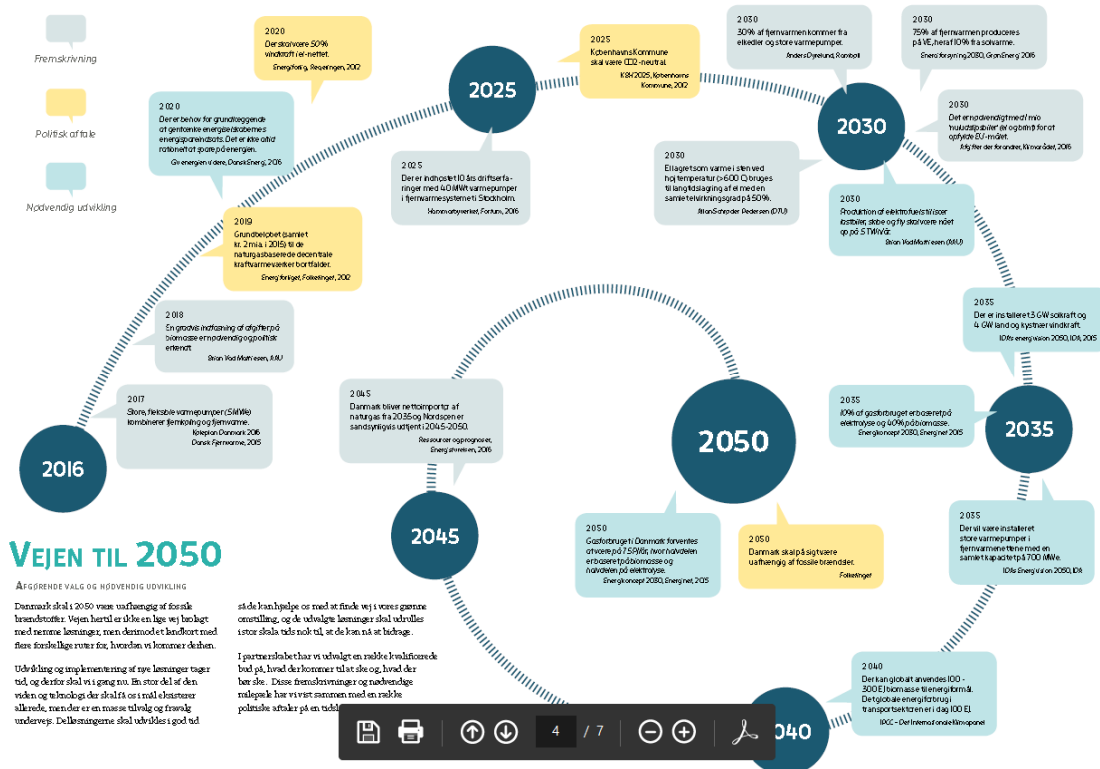 Fremskrivning
Politisk aftale
Nødvendig udvikling
2020
Der skal være 50%
vindkraft i el-nettet.
Energiforlig, Regeringen, 2012
2020
Der er behov for grundlæggende
at gentænke energiselskabernes
energispareindsats. Det er ikke altid
rationelt at spare på energien.
Giv energien videre, Dansk Energi, 2016
2019
Grundbeløbet (samlet
kr. 2 mia. i 2015) til de
naturgasbaserede decentrale
kraftvarmeværker bortfalder.
Energiforliget, Folketinget, 2012
2018
En gradvis indfasning af afgifter på
biomasse er nødvendig og politisk
erkendt.
Brian Vad Mathiesen, AAU
2017
Store, fleksible varmepumper (5 MWe)
kombinerer fjernkøling og fjernvarme.
Køleplan Danmark 2016
Dansk Fjernvarme, 2015
2016
2025
2025
Københavns Kommune
skal være CO2-neutral.
KBH 2025, Københavns
Kommune, 2012
2025
Der er indhøstet 10 års driftserfa-
ringer med 40 MWt varmepumper
i fjernvarmesystemet i Stockholm.
Hammarbyverket, Fortum, 2016
2030
30% af fjernvarmen kommer fra
elkedler og store varmepumper.
Anders Dyrelund, Rambøll
2030
75% af fjernvarmen produceres
på VE, heraf 10% fra solvarme.
Energiforsyning 2030, Grøn Energi 2016
2030
2030
Det er nødvendigt med 1 mio
'nuludslipsbiler' (el og brint) for at
opfylde EU-målet.
Afgifter der forandrer, Klimarådet, 2016
2030
El lagret som varme i sten ved
høj temperatur (>600 C) bruges
til langtidslagring af el med en
samlet elvirkningsgrad på 50%.
Allan Schrøder Pedersen (DTU)
2030
Produktion af elektrofuels til især
lastbiler, skibe og fly skal være nået
op på 5 TWh/år.
Brian Vad Mathiesen (AAU)
2035
Der er installeret 3 GW solkraft og
4 GW land og kystnær vindkraft.
IDAs energivision 2050, IDA, 2015
2035
10% af gasforbruget er baseret på
elektrolyse og 40% på biomasse.
Energikoncept 2030, Energinet 2015
2035
2035
Der vil være installeret
store varmepumper i
fjernvarmenettene med en
samlet kapacitet på 700 MWe.
IDAs Energivision 2050, IDA
2045
Danmark bliver nettoimportør af
naturgas fra 2035 og Nordsøen er
sandsynligvis udtjent i 2045-2050.
Ressourcer og prognoser,
Energistyrelsen, 2016
2045
2050
2050
Gasforbruget i Danmark forventes
at være på 75 PJ/år, hvor halvdelen
er baseret på biomasse og
halvdelen på elektrolyse.
Energikoncept 2030, Energinet, 2015
2050
Danmark skal på sigt være
uafhængig af fossile brændsler.
Folketinget
2040
Der kan globalt anvendes 100 -
300 EJ biomasse til energiformål.
Det globale energiforbrug i
transportsektoren er i dag 100 EJ.
IPCC - Det Internationale Klimapanel
040
VEJEN TIL 2050
AFGØRENDE VALG OG NØDVENDIG UDVIKLING
Danmark skal i 2050 være uafhængig af fossile
brændstoffer. Vejen hertil er ikke en lige vej brolagt
med nemme løsninger, men derimod et landkort med
flere forskellige ruter for, hvordan vi kommer derhen.
Udvikling og implementering af nye løsninger tager
tid, og derfor skal vi i gang nu. En stor del af den
viden og teknologi der skal få os i mål eksisterer
allerede, men der er en masse tilvalg og fravalg
undervejs. Delløsningerne skal udvikles i god tid
så de kan hjælpe os med at finde vej i vores grønne
omstilling, og de udvalgte løsninger skal udrulles
i stor skala tids nok til, at de kan nå at bidrage.
I partnerskabet har vi udvalgt en række kvalificerede
bud på, hvad der kommer til at ske og, hvad der
bør ske. Disse fremskrivninger og nødvendige
milepæle har vi vist sammen med en række
politiske aftaler på en tidsl
4 / 7